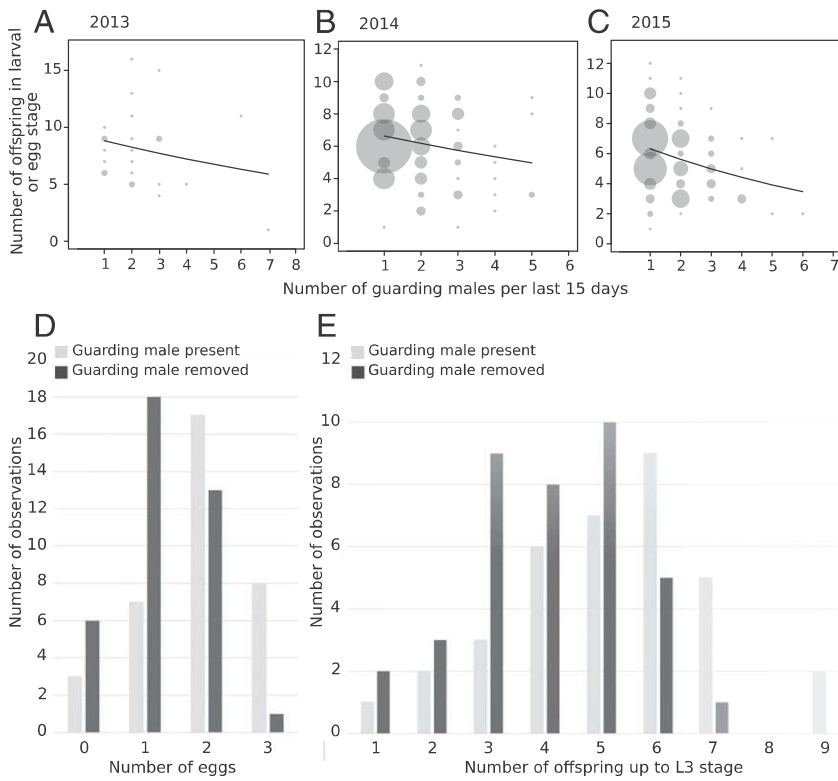 A 2013
B 2014
C 2015
Number of offspring in larval
or egg stage
15
10
5
0
1 2 3 4 5 6 7 8
12
10
8
6
4
2
0
1 2 3 4 5 6
12
10
8
6
4
2
0
1 2 3 4 5 6 7
Number of guarding males per last 15 days
D
Guarding male present
Guarding male removed
Number of observations
20
18
16
14
12
10
8
6
4
2
0
0 1 2 3
Number of eggs
E
Guarding male present
Guarding male removed
Number of observations
12
10
8
6
4
2
0
1 2 3 4 5 6 7 8 9
Number of offspring up to L3 stage